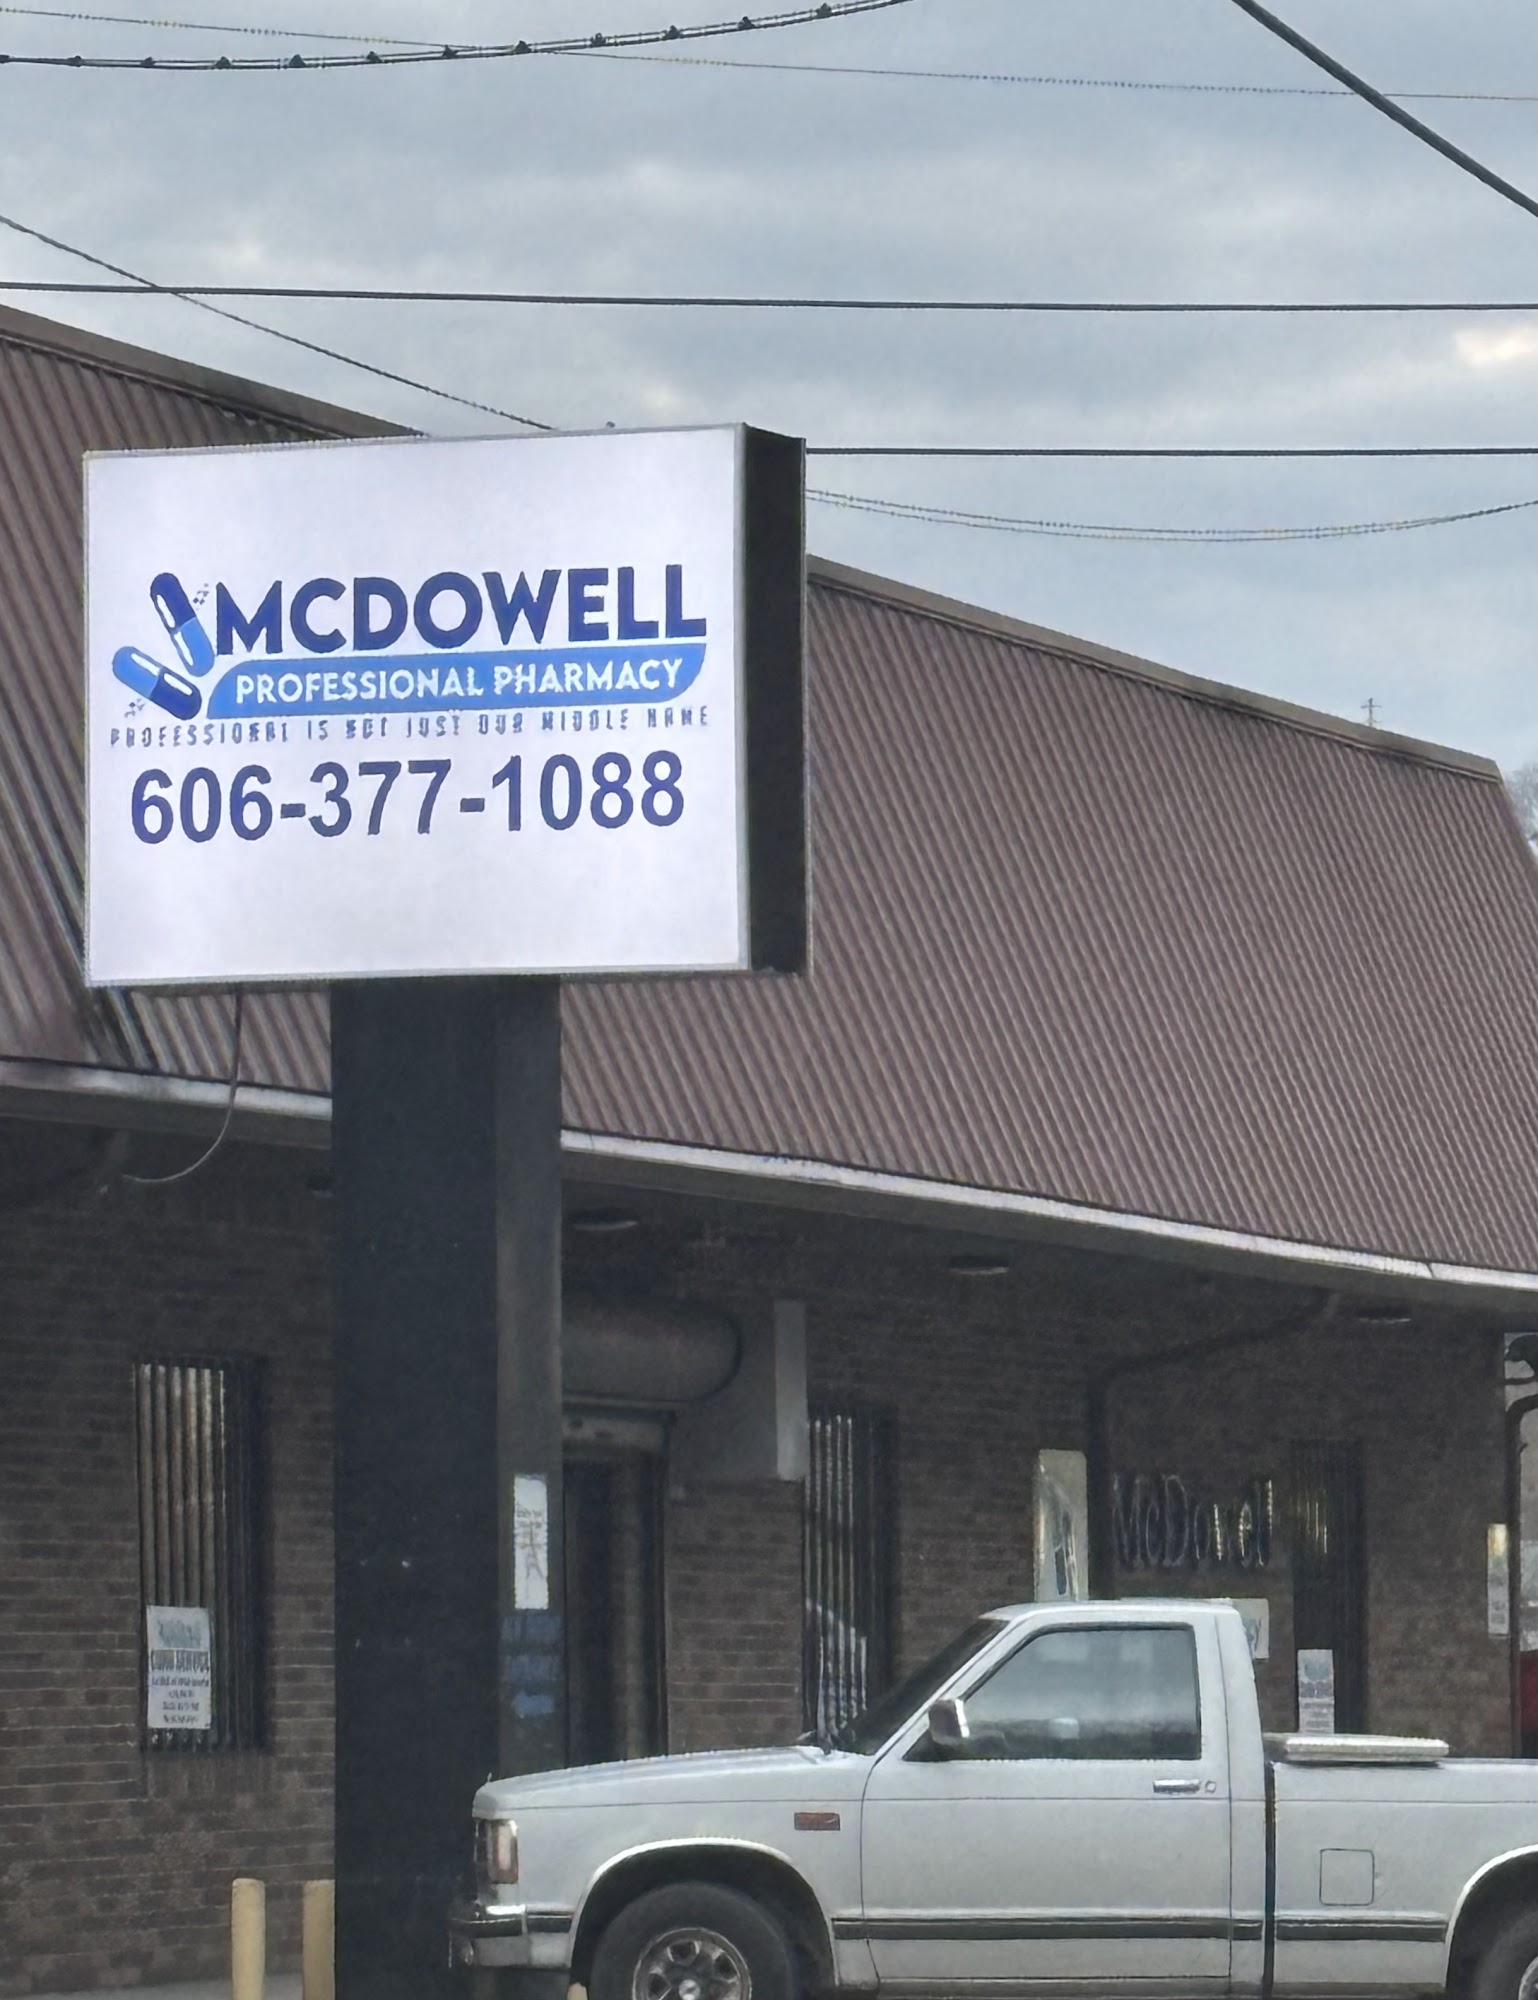 MCDOWELL
PROFESSIONAL PHARMACY
PROFESSIONAL IS NOT JUST OUR MIDDLE NAME
606-377-1088
McDowell